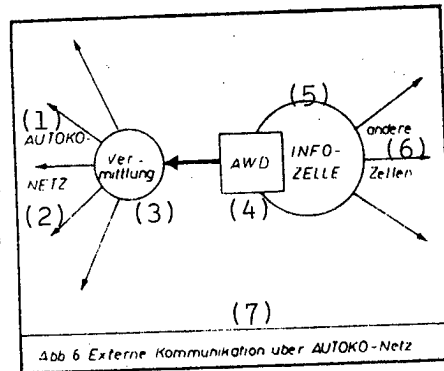 (5)
(1)
AUTOKO-
andere
Ver-
mittlung
AWD
INFO-
ZELLE
(6)
Zellen
NETZ
(2)
(3)
(4)
(7)
Abb 6 Externe Kommunikation uber AUTOKO-Netz